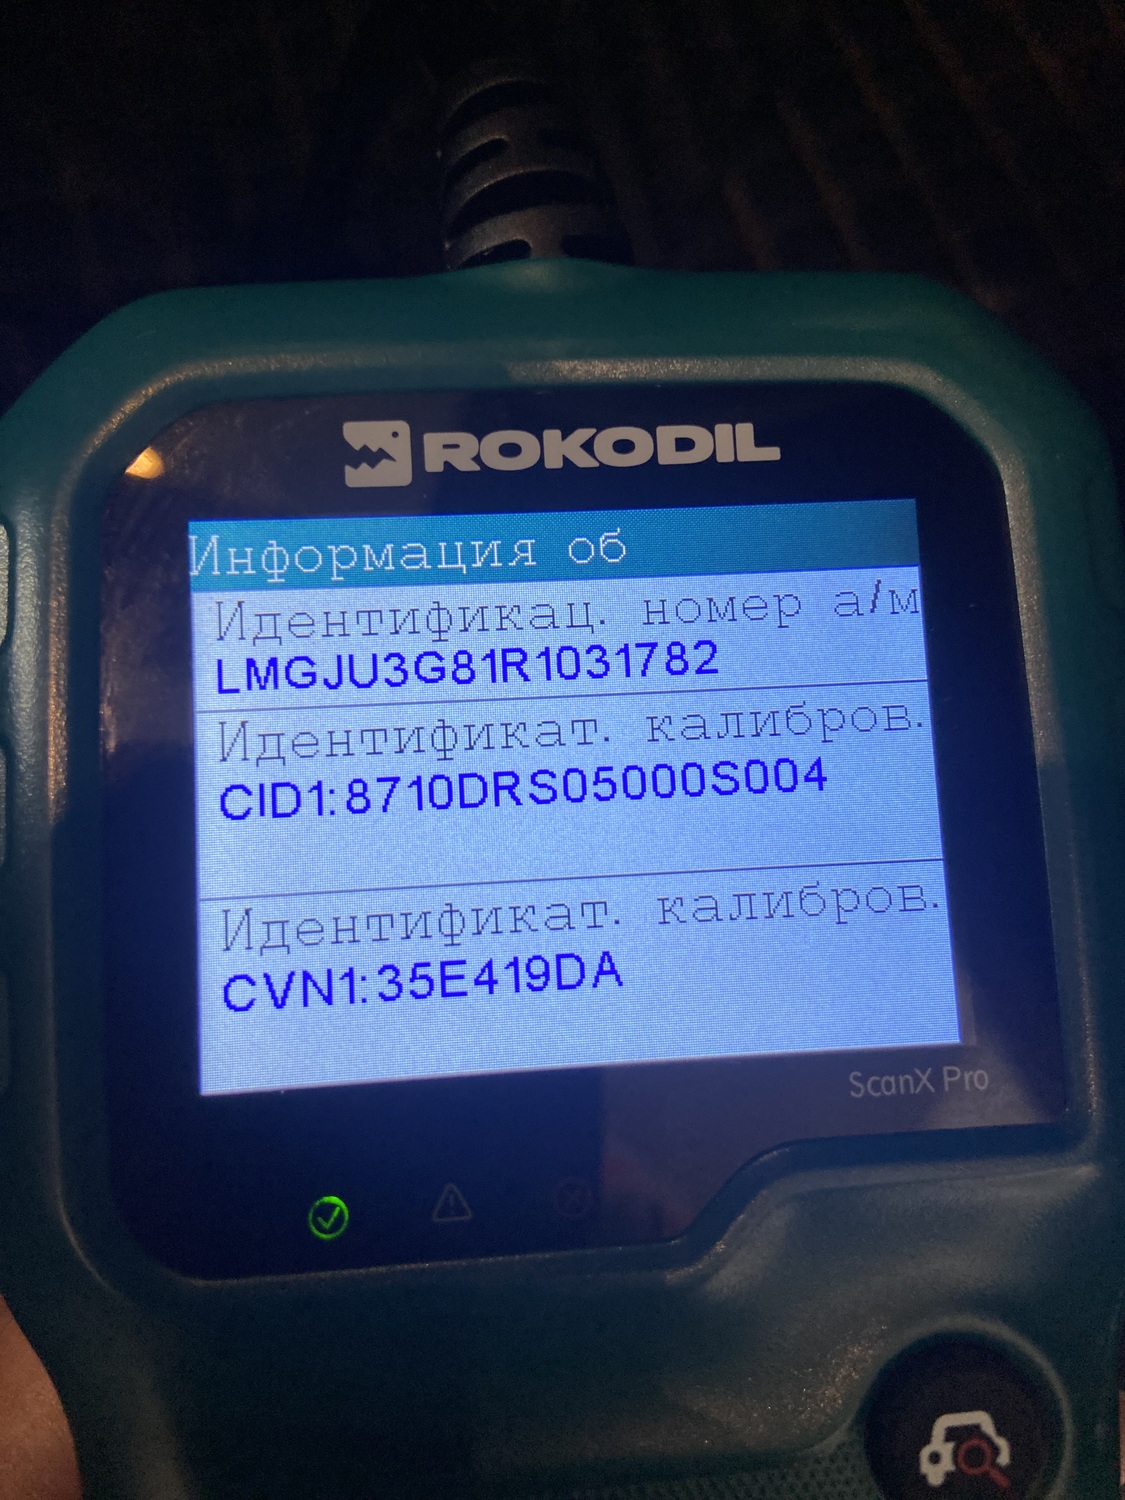 ROKODIL
Информация об
Идентификац. номер а/м
LMGJU3G81R1031782
Идентификат. калибров.
CID1:8710DRS05000S004
Идентификат. калибров.
CVN1:35E419DA
ScanX Pro